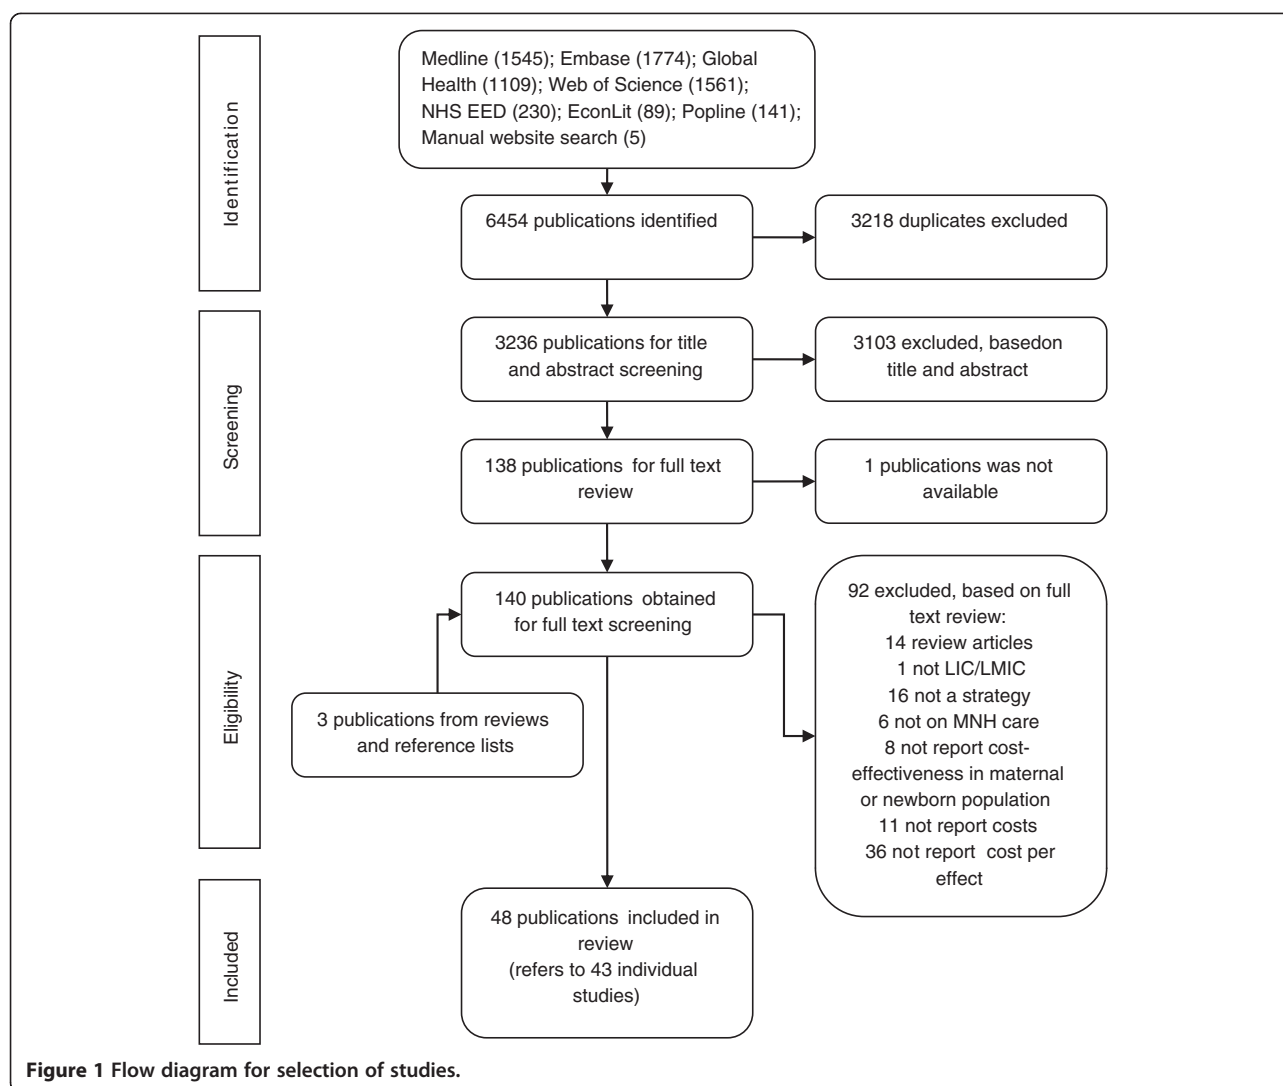 Identification
Medline (1545); Embase (1774); Global
Health (1109); Web of Science (1561);
NHS EED (230); EconLit (89); Popline (141);
Manual website search (5)
6454 publications identified
3218 duplicates excluded
Screening
3236 publications for title
and abstract screening
3103 excluded, basedon
title and abstract
138 publications for full text
review
1 publications was not
available
Eligibility
140 publications obtained
for full text screening
3 publications from reviews
and reference lists
92 excluded, based on full
text review:
14 review articles
1 not LIC/LMIC
16 not a strategy
6 not on MNH care
8 not report cost-
effectiveness in maternal
or newborn population
11 not report costs
36 not report cost per
effect
Included
48 publications included in
review
(refers to 43 individual
studies)
Figure 1 Flow diagram for selection of studies.